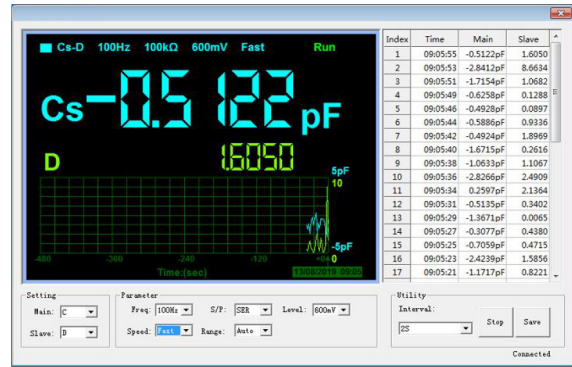 Cs-D 100Hz 100kΩ 600mV Fast Run
Cs -0.5122 pF
D 1.6050
5pF
10
-5pF
-480 -360 -240 -120 0
Time:(sec) 13/08/2019 09:05
Index Time Main Slave
1 09:05:55 -0.5122pF 1.6050
2 09:05:53 -2.8412pF 8.6634
3 09:05:51 -1.7154pF 1.0682
4 09:05:49 -0.6258pF 0.1288
5 09:05:46 -0.4928pF 0.0897
6 09:05:44 -0.5886pF 0.9336
7 09:05:42 -0.4924pF 1.8969
8 09:05:40 -1.6715pF 0.2616
9 09:05:38 -1.0633pF 1.1067
10 09:05:36 -2.8266pF 2.4909
11 09:05:34 0.2597pF 2.1364
12 09:05:31 -0.5135pF 0.3402
13 09:05:29 -1.3671pF 0.0065
14 09:05:27 -0.3077pF 0.4380
15 09:05:25 -0.7059pF 0.4715
16 09:05:23 -2.4239pF 1.5856
17 09:05:21 -1.1717pF 0.8221
Setting
Main: C
Slave: D
Parameter
Freq: 100Hz S/P: SER Level: 600mV
Speed: Fast Range: Auto
Utility
Interval:
2S Stop Save
Connected